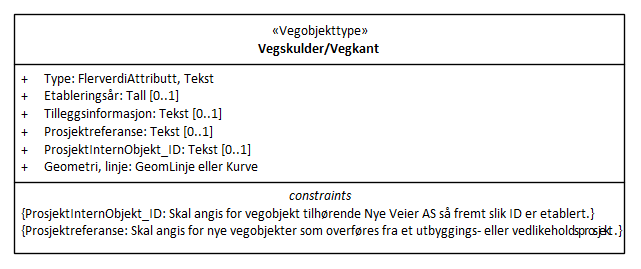 «Vegobjekttype»
Vegskulder/Vegkant
+ Type: FlerverdiAttributt, Tekst
+ Etableringsår: Tall [0..1]
+ Tilleggsinformasjon: Tekst [0..1]
+ Prosjektreferanse: Tekst [0..1]
+ ProsjektInternObjekt_ID: Tekst [0..1]
+ Geometri, linje: GeomLinje eller Kurve
constraints
{ProsjektInternObjekt_ID: Skal angis for vegobjekt tilhørende Nye Veier AS så fremt slik ID er etablert.}
{Prosjektreferanse: Skal angis for nye vegobjekter som overføres fra et utbyggings- eller vedlikeholdsprosjekt.}